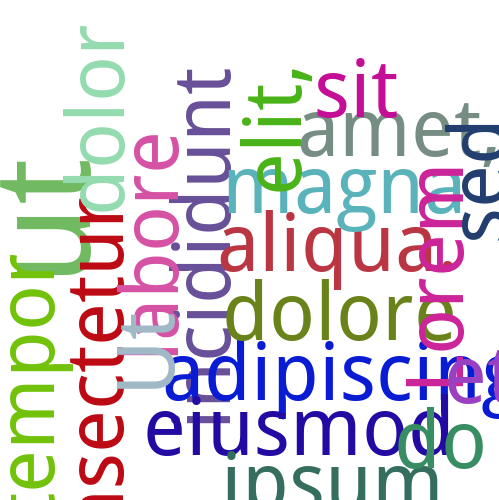 dolor
sit
elit,
amet,
sed
ut
labore
incididunt
magna
aliqua
Lorem
consectetur
tempor
dolore
Ut
adipiscing
et
eiusmod
do
ipsum